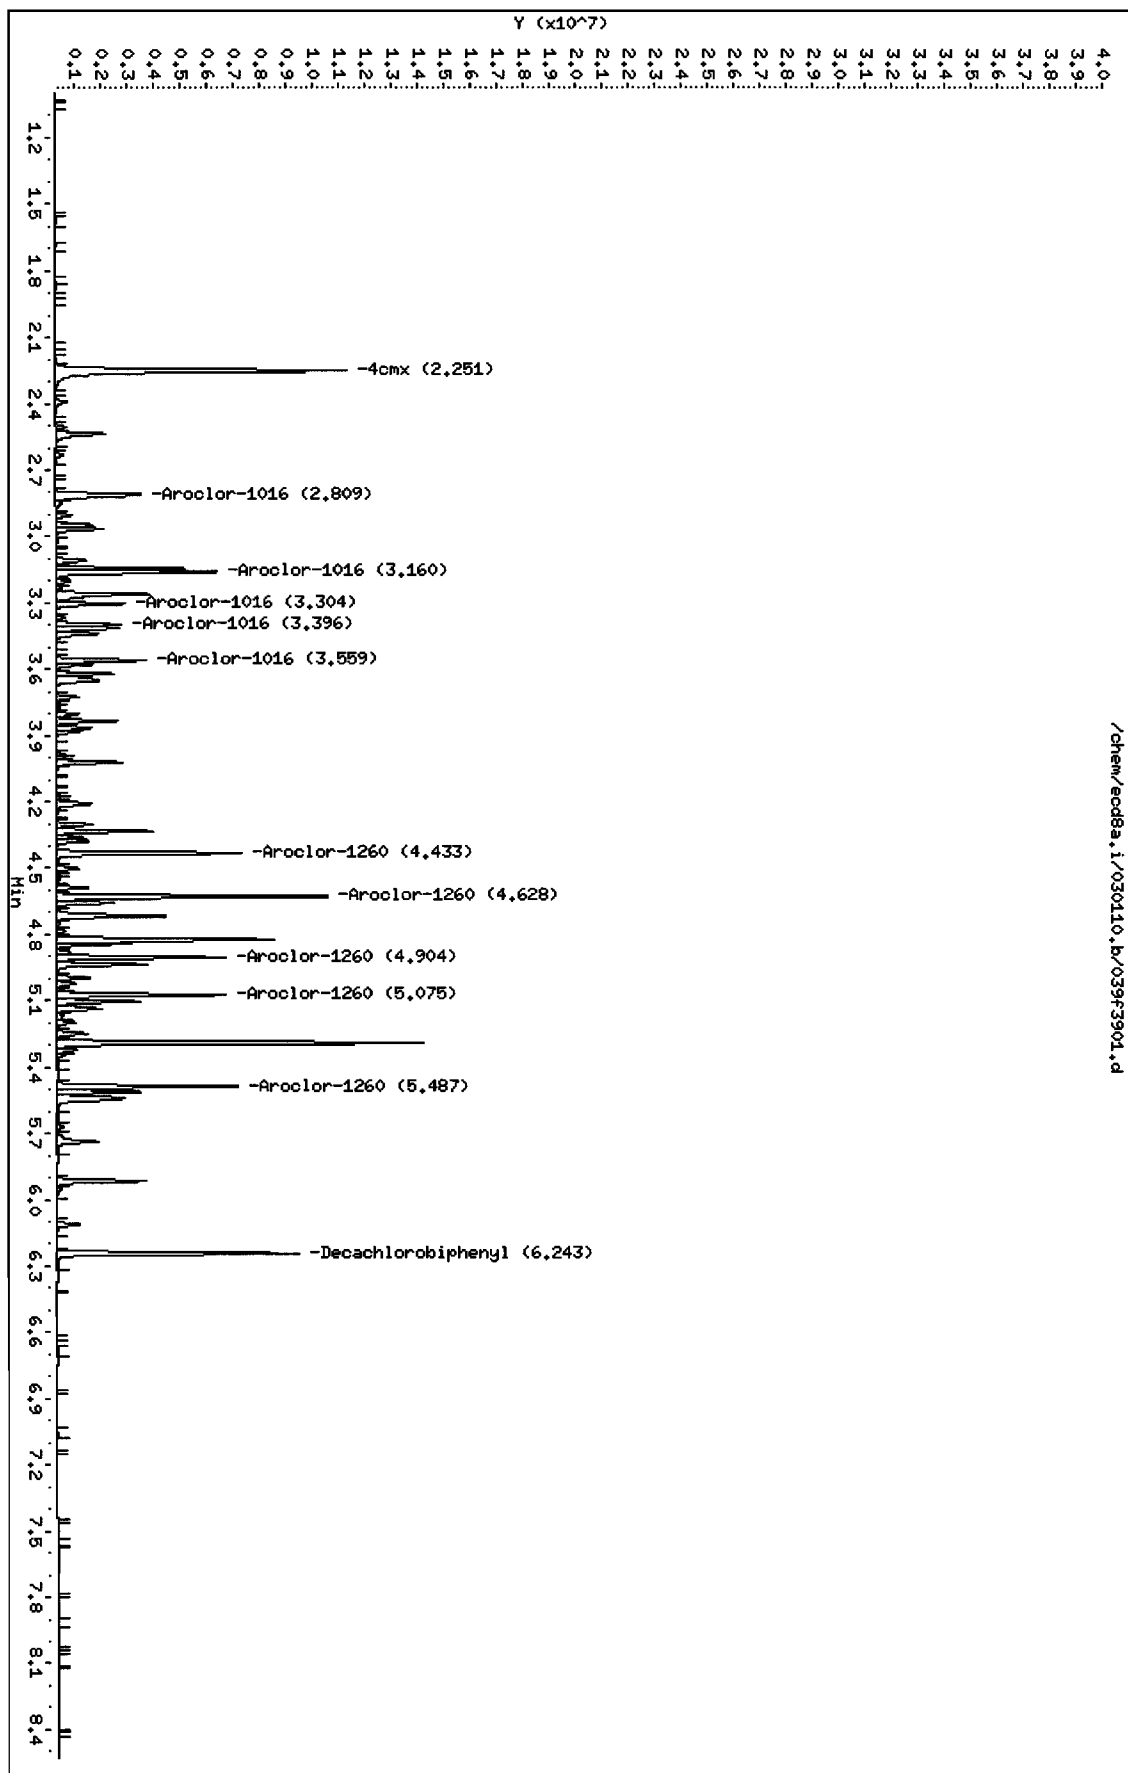 /chem/ecd8a.i/030110.b/039f3901.d
Y (x10^7)
4.0
3.9
3.8
3.7
3.6
3.5
3.4
3.3
3.2
3.1
3.0
2.9
2.8
2.7
2.6
2.5
2.4
2.3
2.2
2.1
2.0
1.9
1.8
1.7
1.6
1.5
1.4
1.3
1.2
1.1
1.0
0.9
0.8
0.7
0.6
0.5
0.4
0.3
0.2
0.1
-4cmx (2.251)
-Aroclor-1016 (2.809)
-Aroclor-1016 (3.160)
-Aroclor-1016 (3.304)
-Aroclor-1016 (3.396)
-Aroclor-1016 (3.559)
-Aroclor-1260 (4.433)
-Aroclor-1260 (4.628)
-Aroclor-1260 (4.904)
-Aroclor-1260 (5.075)
-Aroclor-1260 (5.487)
-Decachlorobiphenyl (6.243)
1.2 1.5 1.8 2.1 2.4 2.7 3.0 3.3 3.6 3.9 4.2 4.5 4.8 5.1 5.4 5.7 6.0 6.3 6.6 6.9 7.2 7.5 7.8 8.1 8.4
Min